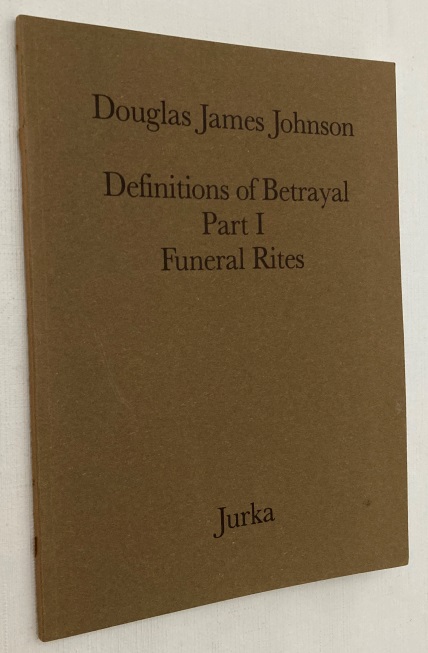 Douglas James Johnson
Definitions of Betrayal
Part I
Funeral Rites
Jurka